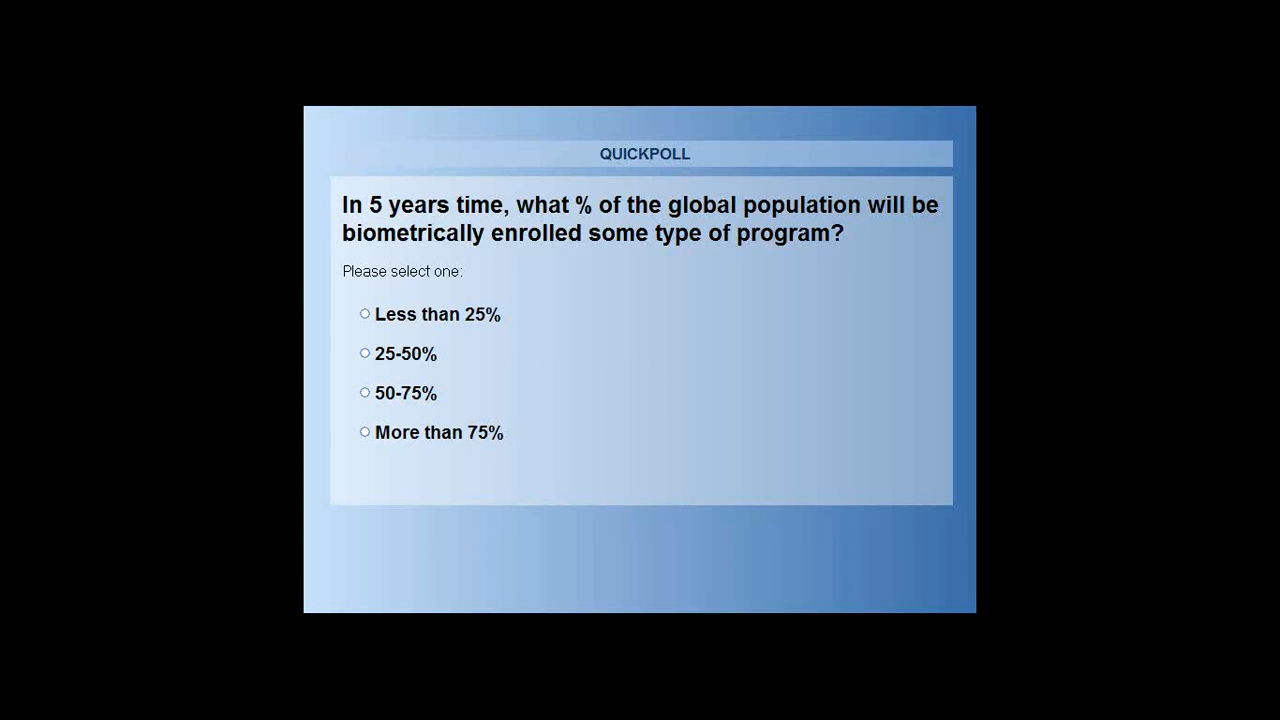 QUICKPOLL
In 5 years time, what % of the global population will be
biometrically enrolled some type of program?
Please select one:
Less than 25%
25-50%
50-75%
More than 75%